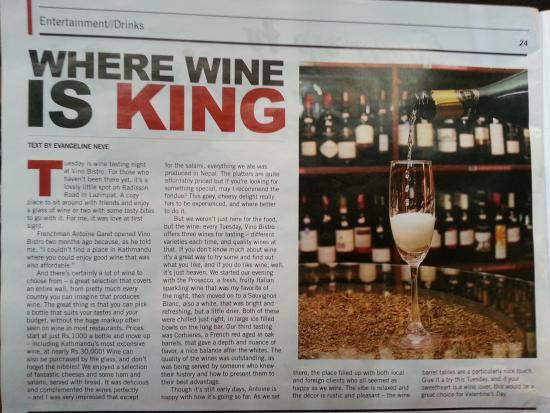 Entertainment//Drinks
24
WHERE WINE
IS KING
TEXT BY EVANGELINE NEVE
Tuesday is wine tasting night
at Vino Bistro. For those who
haven't been there yet, it's a
lovely little spot on Radisson
Road in Lazimpat. A cozy
place to sit around with friends and enjoy
a glass of wine or two with some tasty bites
to go with it. For me, it was love at first
sight.
Frenchman Antoine Garet opened Vino
Bistro two months ago because, as he told
me, "I couldn't find a place in Kathmandu
where you could enjoy good wine that was
also affordable."
And there's certainly a lot of wine to
choose from – a great selection that covers
an entire wall, from pretty much every
country you can imagine that produces
wine. The great thing is that you can pick
a bottle that suits your tastes and your
budget, without the huge markup often
seen on wine in most restaurants. Prices
start at just Rs.1000 a bottle and move up
– including Kathmandu's most expensive
wine, at nearly Rs.30,000! Wine can
also be purchased by the glass, and don't
forget the nibbles! We enjoyed a selection
of fantastic cheeses and some ham and
salami, served with bread. It was delicious
and complemented the wines perfectly
– and I was very impressed that except
for the salami, everything we ate was
produced in Nepal. The platters are quite
affordably priced but if you're looking for
something special, may I recommend the
fondue? This gooey, cheesy delight really
has to be experienced, and where better
to do it.
But we weren't just here for the food,
but the wine: every Tuesday, Vino Bistro
offers three wines for tasting – different
varieties each time, and quality wines at
that. If you don't know much about wine
it's a great way to try some and find out
what you like, and if you do like wine, well,
it's just heaven. We started our evening
with the Prosecco, a fresh, fruity Italian
sparkling wine that was my favorite of
the night, then moved on to a Sauvignon
Blanc, also a white, that was bright and
refreshing, but a little drier. Both of these
were chilled just right, in large ice filled
bowls on the long bar. Our third tasting
was Corbieres, a French red aged in oak
barrels, that gave a depth and nuance of
flavor, a nice balance after the whites. The
quality of the wines was outstanding, as
was being served by someone who knew
their history and how to present them to
their best advantage.
Though it's still early days, Antoine is
happy with how it's going so far. As we sat
there, the place filled up with both local
and foreign clients who all seemed as
happy as we were. The vibe is relaxed and
the décor is rustic and pleasant – the wine
barrel tables are a particularly nice touch.
Give it a try this Tuesday, and if your
sweetheart is a wine lover, this would be a
great choice for Valentine's Day.